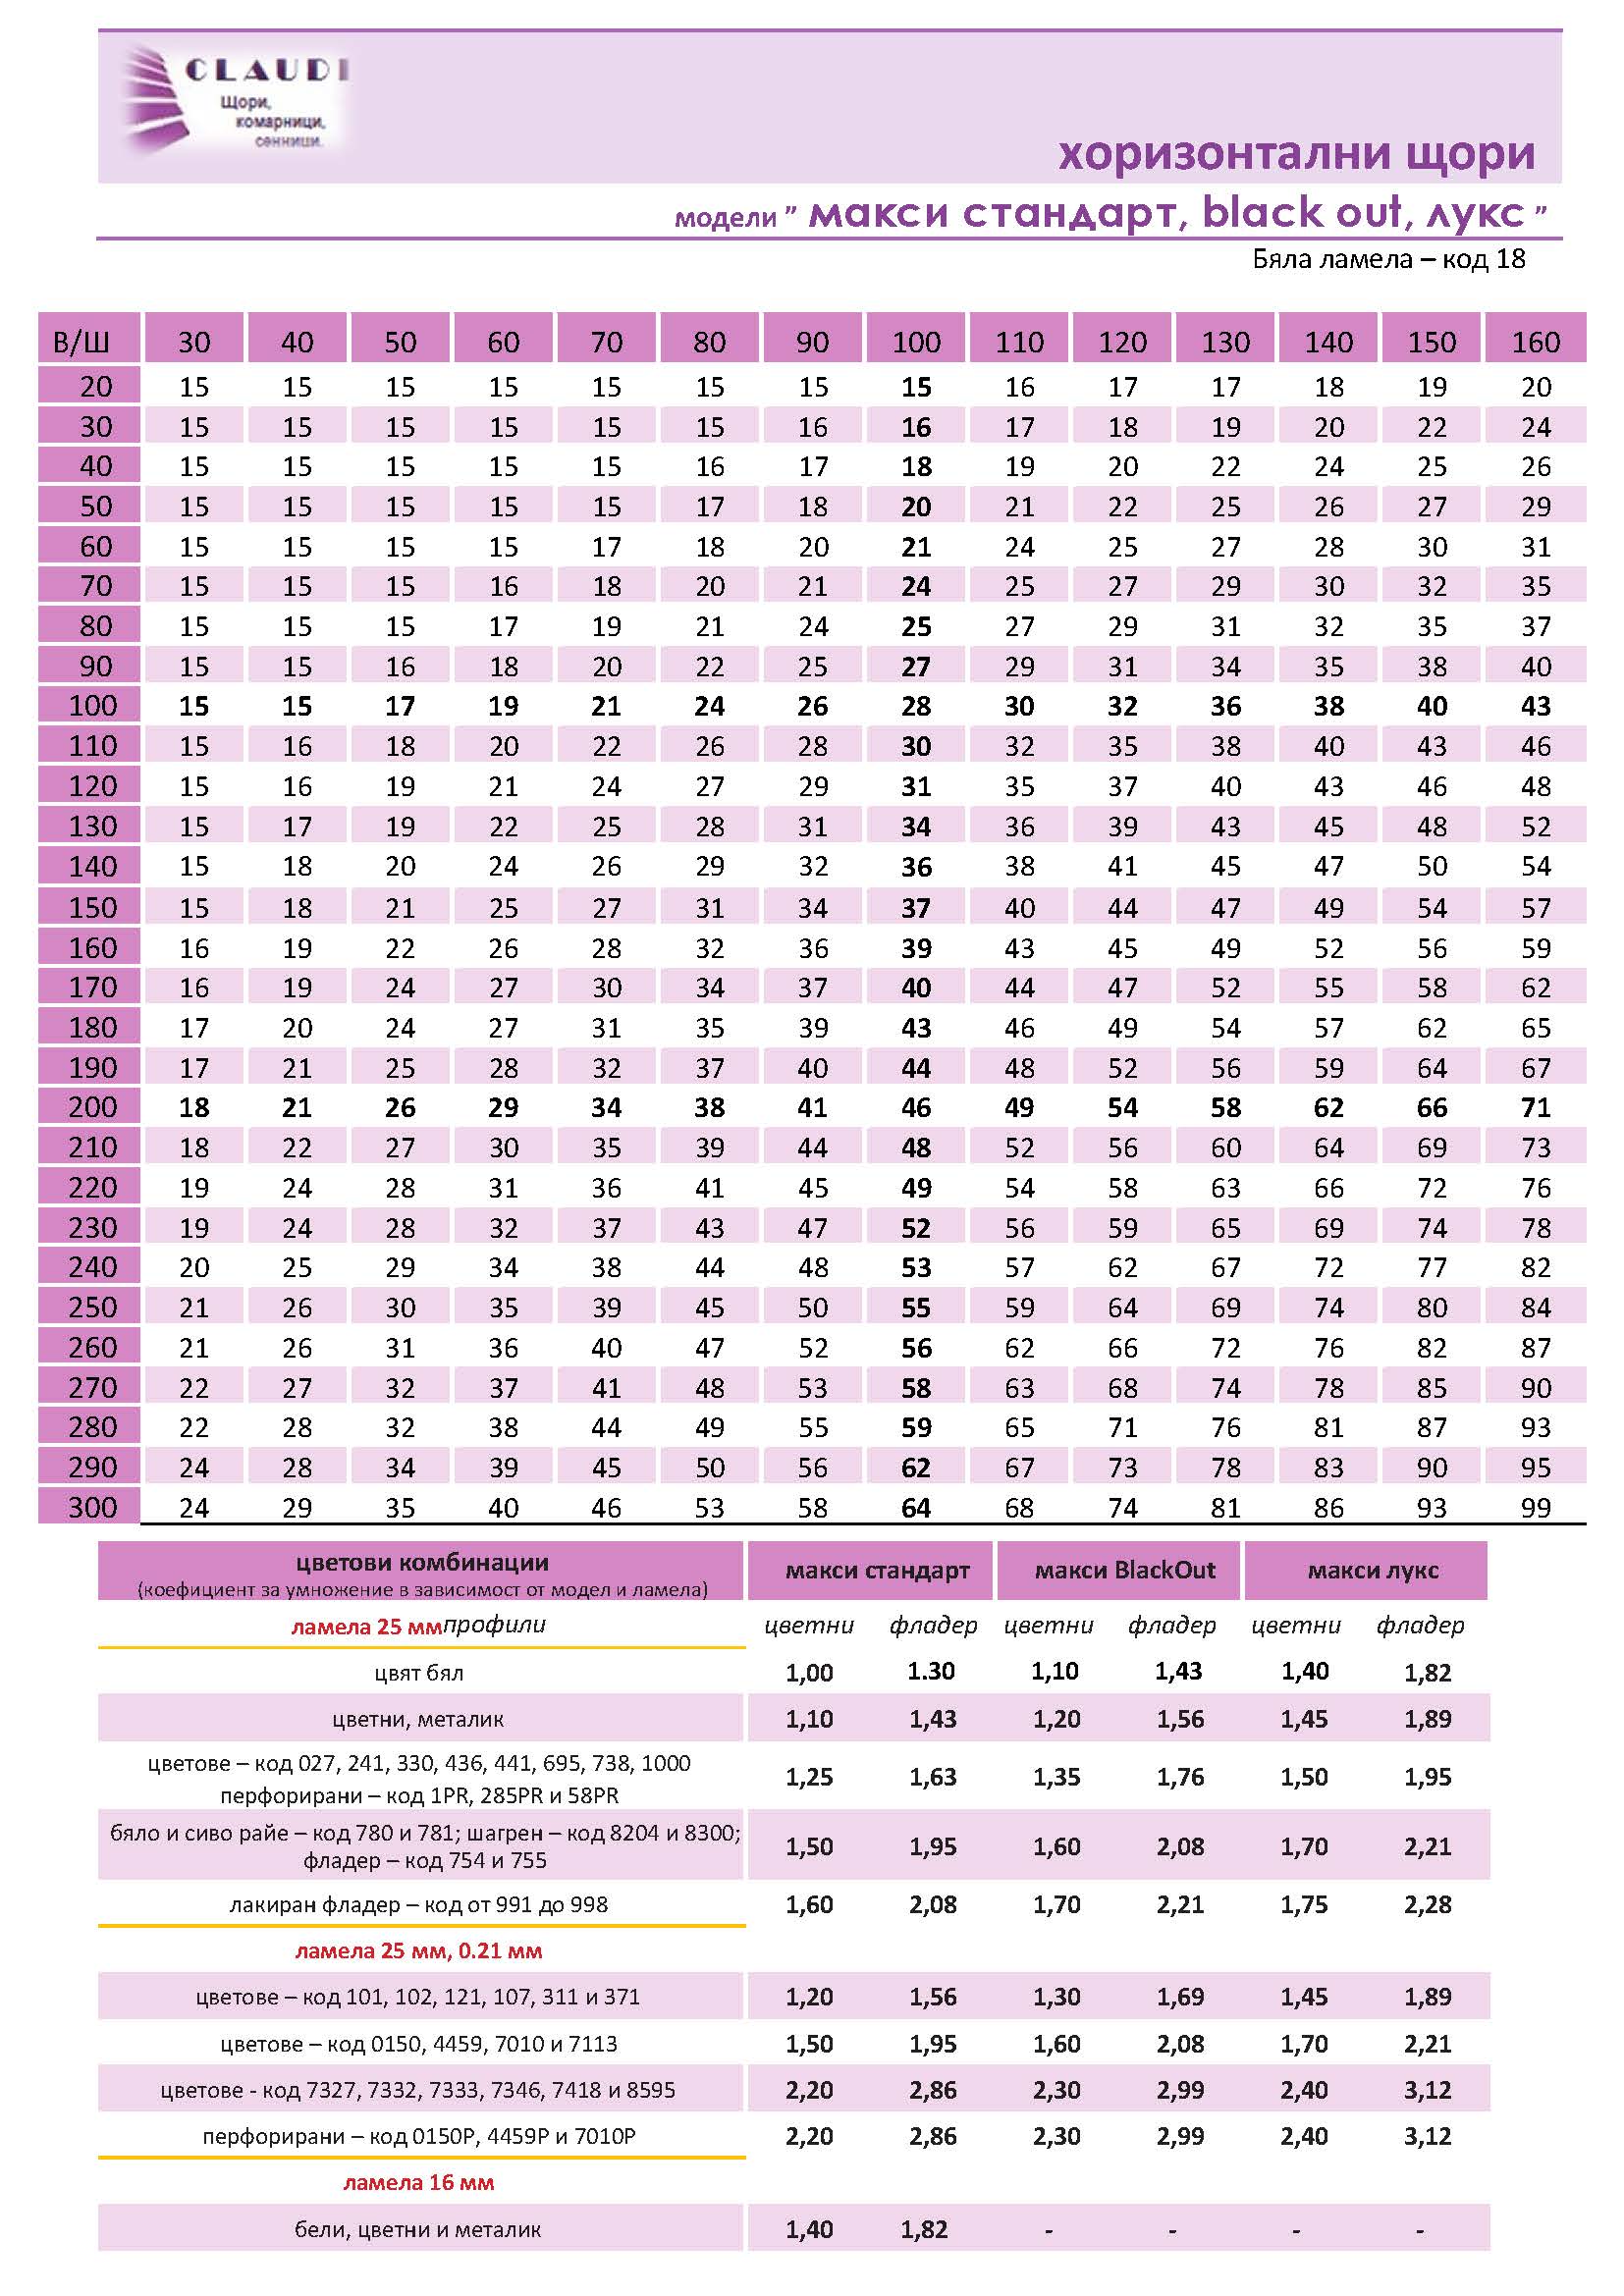 CLAUDI
Щори,
комарници,
сенници.
хоризонтални щори
модели " макси стандарт, black out, лукс "
Бяла ламела – код 18
В/Ш 30 40 50 60 70 80 90 100 110 120 130 140 150 160
20 15 15 15 15 15 15 15 15 16 17 17 18 19 20
30 15 15 15 15 15 15 16 16 17 18 19 20 22 24
40 15 15 15 15 15 16 17 18 19 20 22 24 25 26
50 15 15 15 15 15 17 18 20 21 22 25 26 27 29
60 15 15 15 15 17 18 20 21 24 25 27 28 30 31
70 15 15 15 16 18 20 21 24 25 27 29 30 32 35
80 15 15 15 17 19 21 24 25 27 29 31 32 35 37
90 15 15 16 18 20 22 25 27 29 31 34 35 38 40
100 15 15 17 19 21 24 26 28 30 32 36 38 40 43
110 15 16 18 20 22 26 28 30 32 35 38 40 43 46
120 15 16 19 21 24 27 29 31 35 37 40 43 46 48
130 15 17 19 22 25 28 31 34 36 39 43 45 48 52
140 15 18 20 24 26 29 32 36 38 41 45 47 50 54
150 15 18 21 25 27 31 34 37 40 44 47 49 54 57
160 16 19 22 26 28 32 36 39 43 45 49 52 56 59
170 16 19 24 27 30 34 37 40 44 47 52 55 58 62
180 17 20 24 27 31 35 39 43 46 49 54 57 62 65
190 17 21 25 28 32 37 40 44 48 52 56 59 64 67
200 18 21 26 29 34 38 41 46 49 54 58 62 66 71
210 18 22 27 30 35 39 44 48 52 56 60 64 69 73
220 19 24 28 31 36 41 45 49 54 58 63 66 72 76
230 19 24 28 32 37 43 47 52 56 59 65 69 74 78
240 20 25 29 34 38 44 48 53 57 62 67 72 77 82
250 21 26 30 35 39 45 50 55 59 64 69 74 80 84
260 21 26 31 36 40 47 52 56 62 66 72 76 82 87
270 22 27 32 37 41 48 53 58 63 68 74 78 85 90
280 22 28 32 38 44 49 55 59 65 71 76 81 87 93
290 24 28 34 39 45 50 56 62 67 73 78 83 90 95
300 24 29 35 40 46 53 58 64 68 74 81 86 93 99
цветови комбинации
(коефициент за умножение в зависимост от модел и ламела)
макси стандарт макси BlackOut макси лукс
ламела 25 мм профили цветни фладер цветни фладер цветни фладер
цвят бял 1,00 1.30 1,10 1,43 1,40 1,82
цветни, металик 1,10 1,43 1,20 1,56 1,45 1,89
цветове – код 027, 241, 330, 436, 441, 695, 738, 1000
перфорирани – код 1PR, 285PR и 58PR
1,25 1,63 1,35 1,76 1,50 1,95
бяло и сиво райе – код 780 и 781; шагрен – код 8204 и 8300;
фладер – код 754 и 755
1,50 1,95 1,60 2,08 1,70 2,21
лакиран фладер – код от 991 до 998 1,60 2,08 1,70 2,21 1,75 2,28
ламела 25 мм, 0.21 мм
цветове – код 101, 102, 121, 107, 311 и 371 1,20 1,56 1,30 1,69 1,45 1,89
цветове – код 0150, 4459, 7010 и 7113 1,50 1,95 1,60 2,08 1,70 2,21
цветове - код 7327, 7332, 7333, 7346, 7418 и 8595 2,20 2,86 2,30 2,99 2,40 3,12
перфорирани – код 0150P, 4459P и 7010P 2,20 2,86 2,30 2,99 2,40 3,12
ламела 16 мм
бели, цветни и металик 1,40 1,82 - - - -